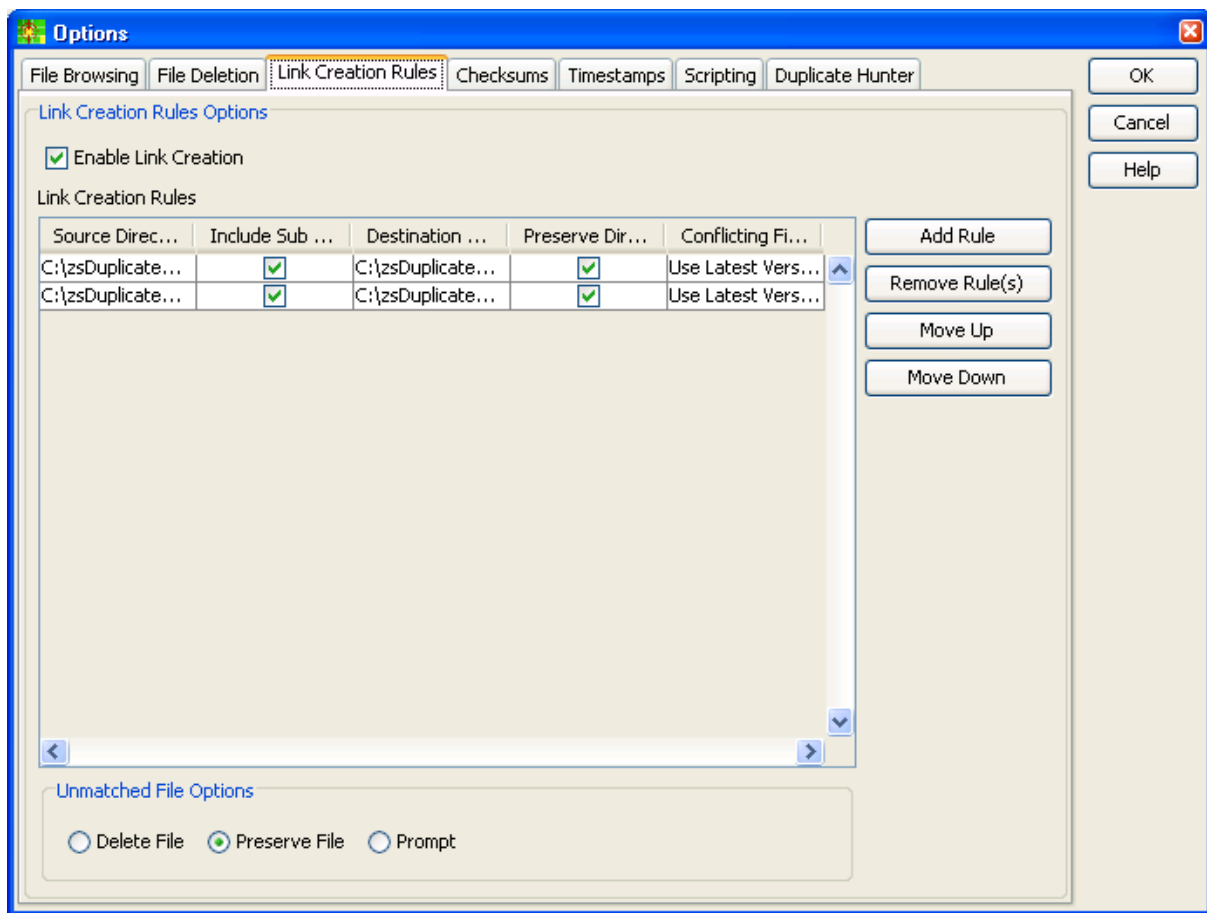 Options
File Browsing File Deletion Link Creation Rules Checksums Timestamps Scripting Duplicate Hunter
OK
Link Creation Rules Options
Cancel
Enable Link Creation
Help
Link Creation Rules
Source Direc... Include Sub ... Destination ... Preserve Dir... Conflicting Fi...
Add Rule
C:\zsDuplicate... C:\zsDuplicate... Use Latest Vers...
Remove Rule(s)
C:\zsDuplicate... C:\zsDuplicate... Use Latest Vers...
Move Up
Move Down
Unmatched File Options
Delete File Preserve File Prompt